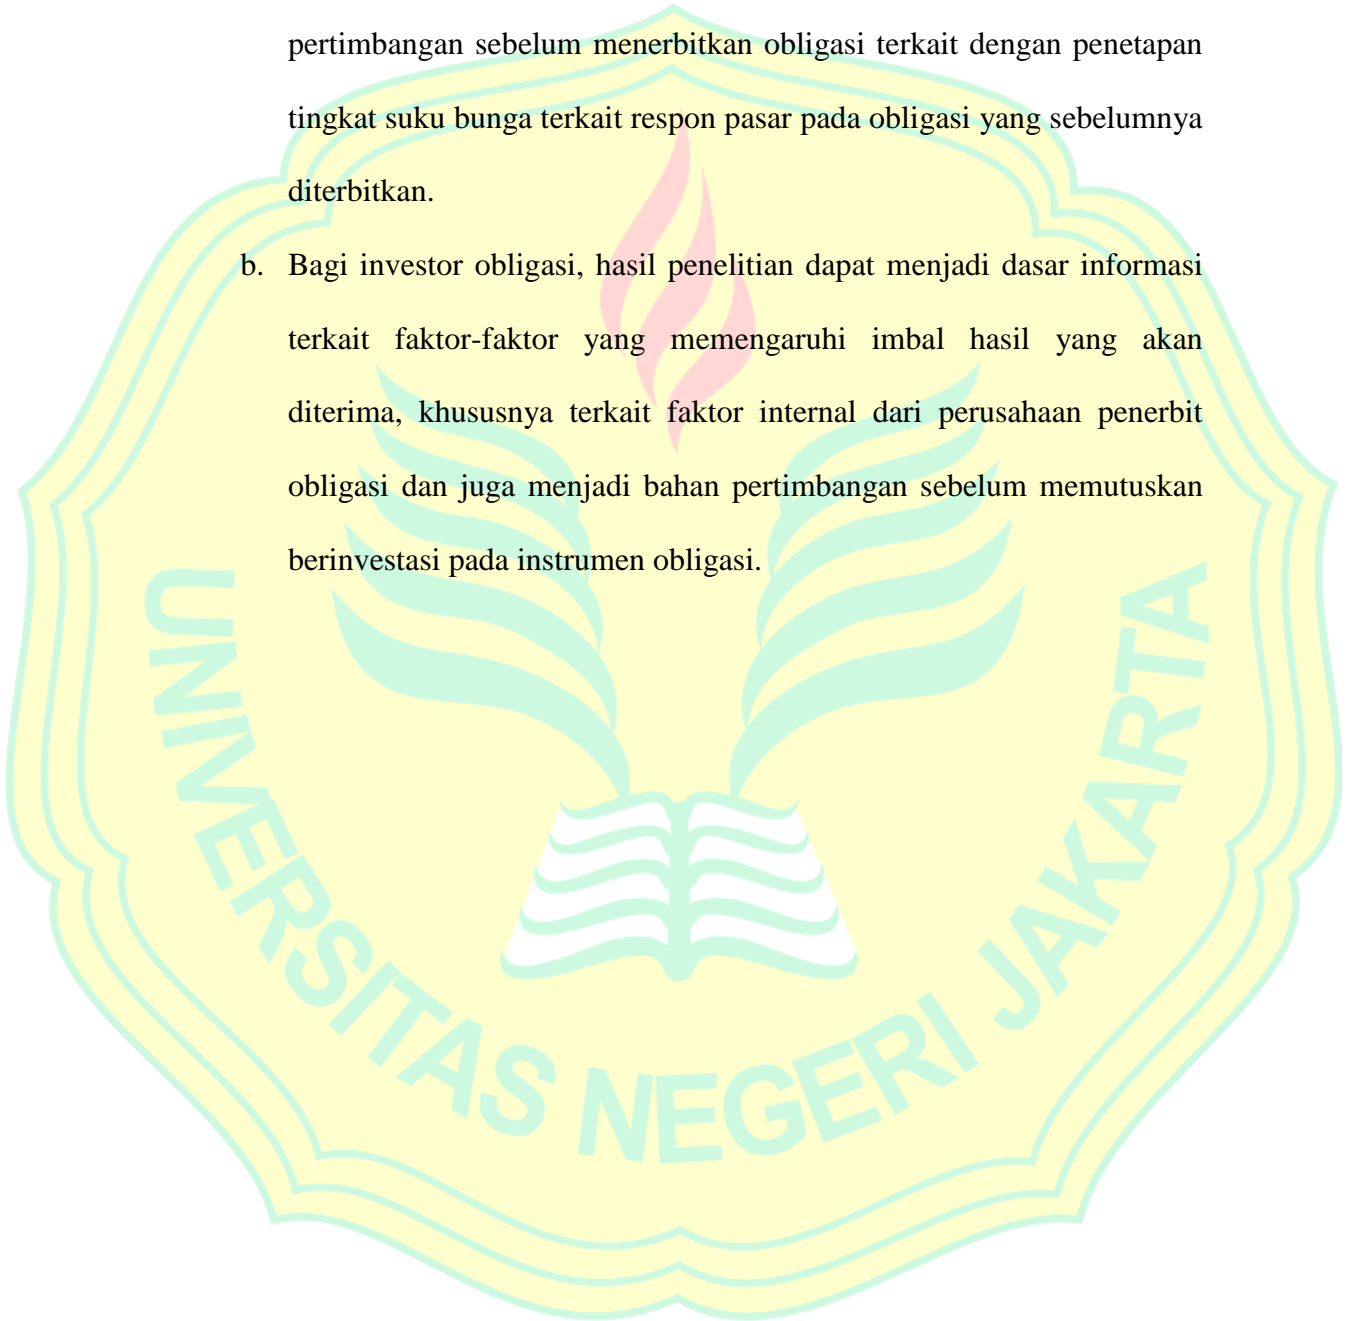 pertimbangan sebelum menerbitkan obligasi terkait dengan penetapan
tingkat suku bunga terkait respon pasar pada obligasi yang sebelumnya
diterbitkan.
b. Bagi investor obligasi, hasil penelitian dapat menjadi dasar informasi
terkait faktor-faktor yang memengaruhi imbal hasil yang akan
diterima, khususnya terkait faktor internal dari perusahaan penerbit
obligasi dan juga menjadi bahan pertimbangan sebelum memutuskan
berinvestasi pada instrumen obligasi.
UNIVERSITAS NEGERI JAKARTA